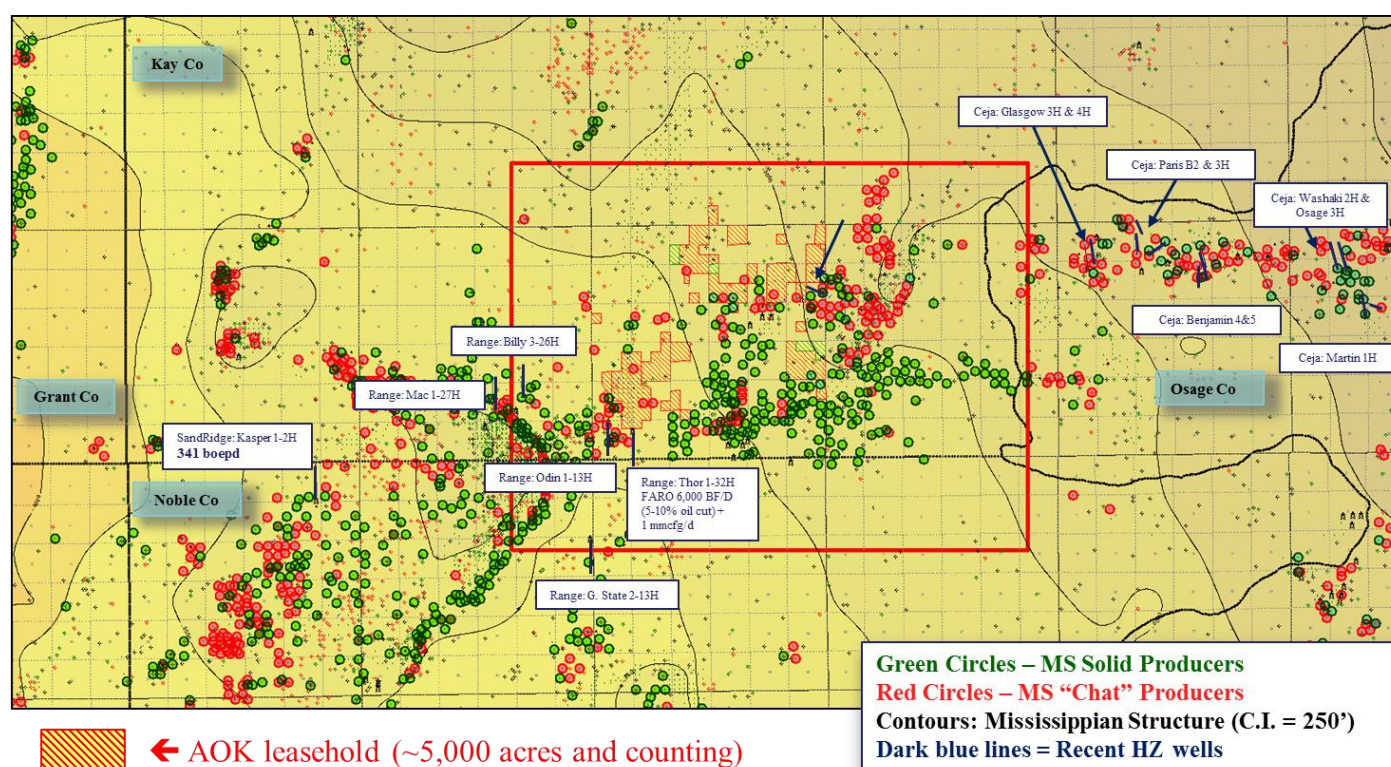 Kay Co
Ceja: Glasgow 3H & 4H
Ceja: Paris B2 & 3H
Ceja: Washaki 2H &
Osage 3H
Ceja: Benjamin 4&5
Ceja: Martin 1H
Range: Billy 3-26H
Range: Mac 1-27H
Grant Co
Osage Co
SandRidge: Kasper 1-2H
341 boepd
Noble Co
Range: Odin 1-13H
Range: Thor 1-32H
FARO 6,000 BF/D
(5-10% oil cut) +
1 mmcfg/d
Range: G. State 2-13H
Green Circles – MS Solid Producers
Red Circles – MS “Chat” Producers
Contours: Mississippian Structure (C.I. = 250’)
Dark blue lines = Recent HZ wells
← AOK leasehold (~5,000 acres and counting)